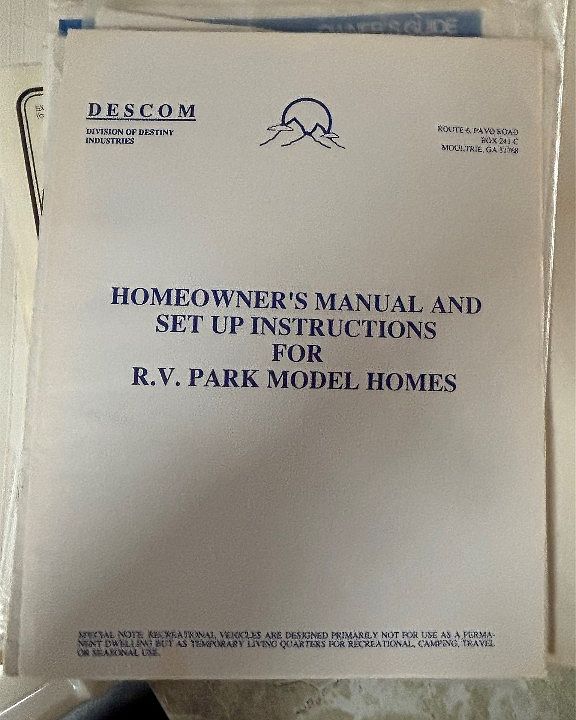 OWNER'S GUIDE
DESCOM
DIVISION OF DESTINY
INDUSTRIES
ROUTE 6, PAVO ROAD
BOX 241 C
MOULTRIE, GA 31768
HOMEOWNER'S MANUAL AND
SET UP INSTRUCTIONS
FOR
R.V. PARK MODEL HOMES
SPECIAL NOTE: RECREATIONAL VEHICLES ARE DESIGNED PRIMARILY NOT FOR USE AS A PERMA-
NENT DWELLING BUT AS TEMPORARY LIVING QUARTERS FOR RECREATIONAL, CAMPING, TRAVEL
OR SEASONAL USE.